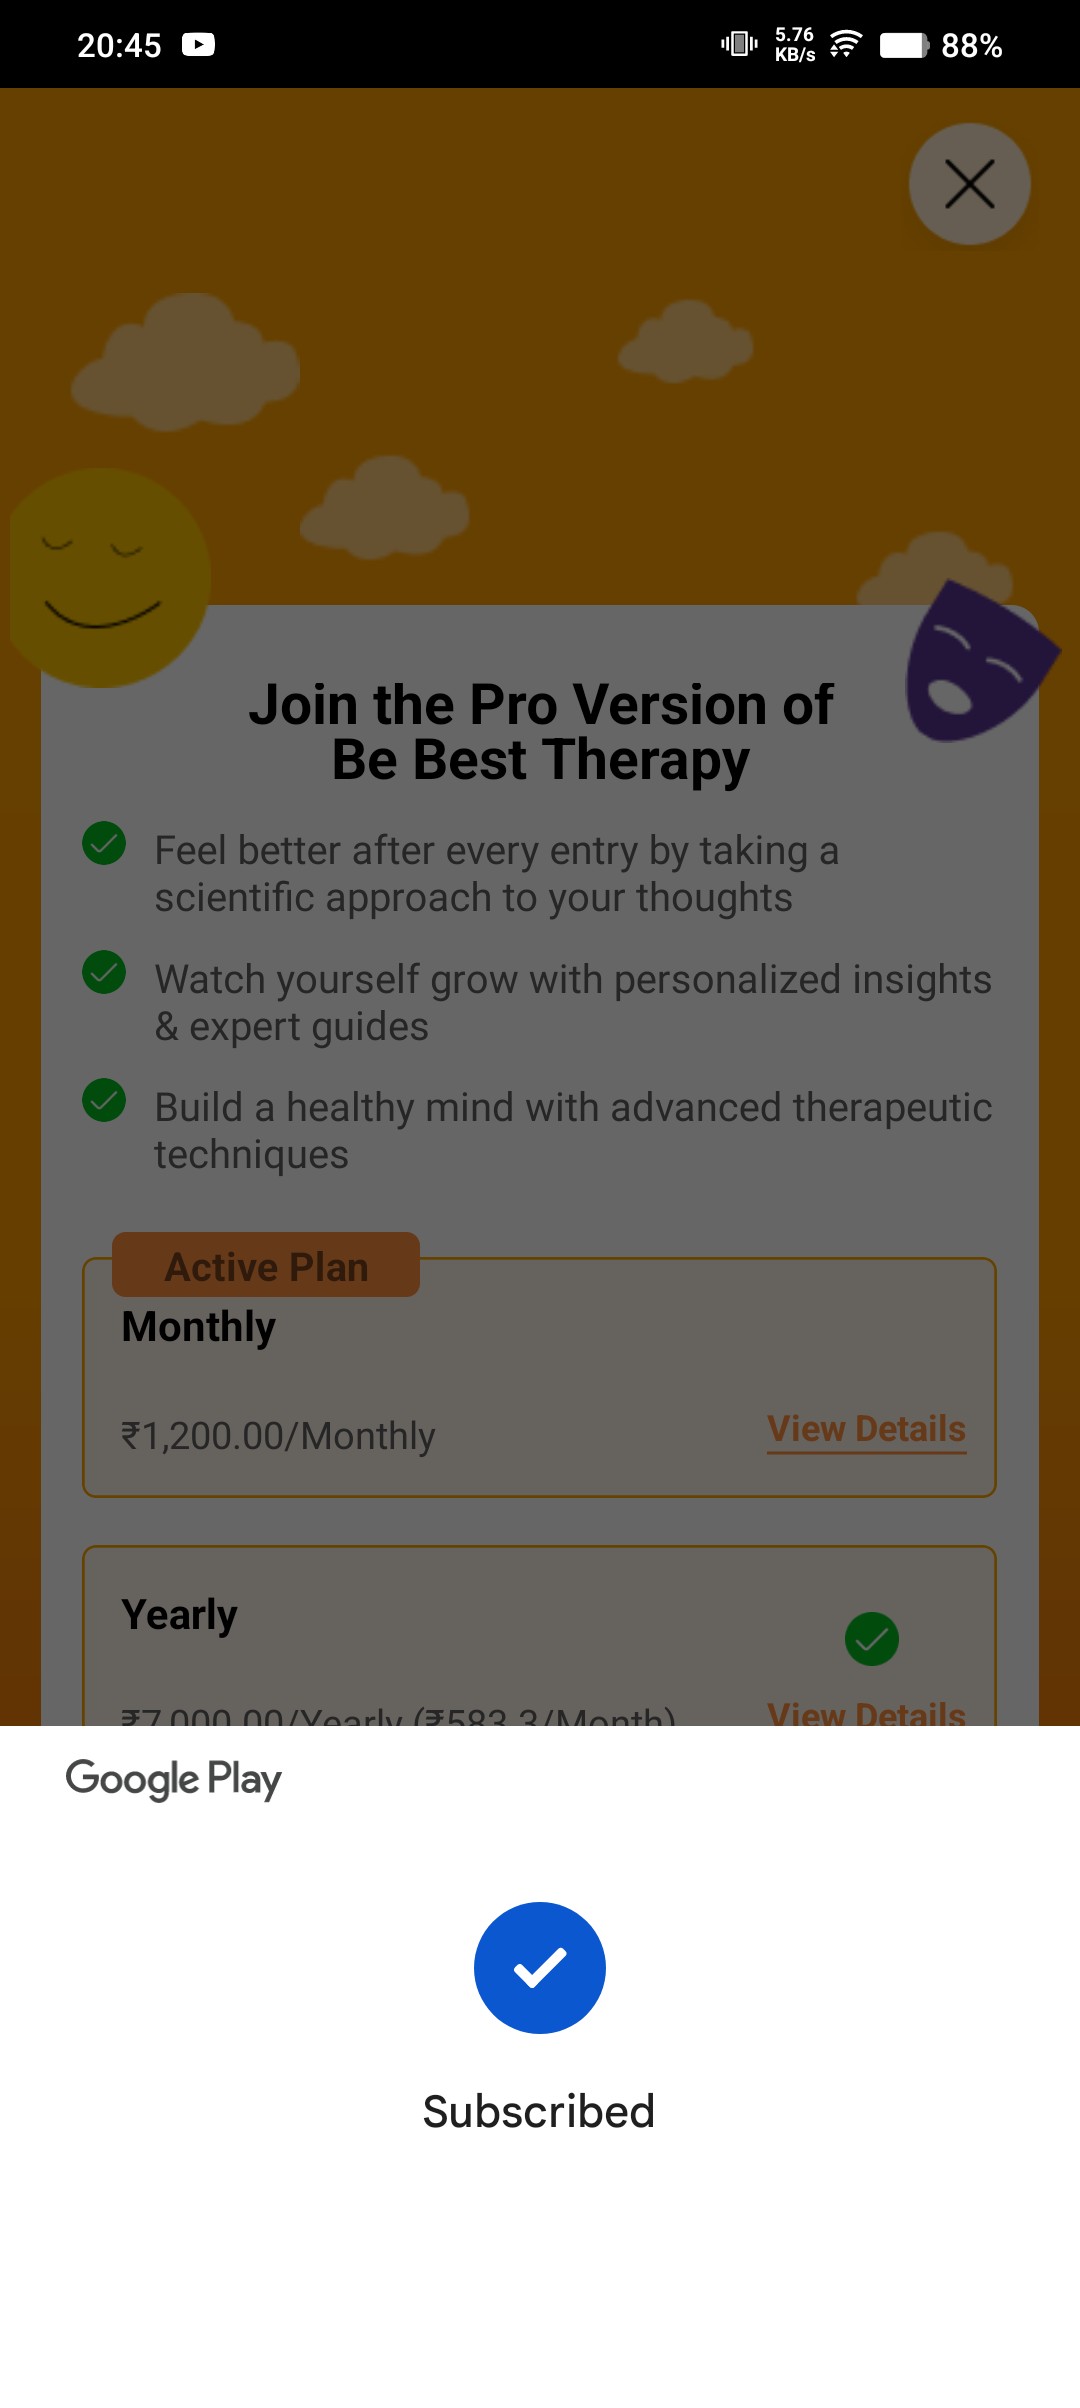 20:45
5.76
KB/s
88%
Join the Pro Version of
Be Best Therapy
Feel better after every entry by taking a
scientific approach to your thoughts
Watch yourself grow with personalized insights
& expert guides
Build a healthy mind with advanced therapeutic
techniques
Active Plan
Monthly
₹1,200.00/Monthly
View Details
Yearly
₹7,000.00/Yearly (₹583.3/Month)
View Details
Google Play
Subscribed